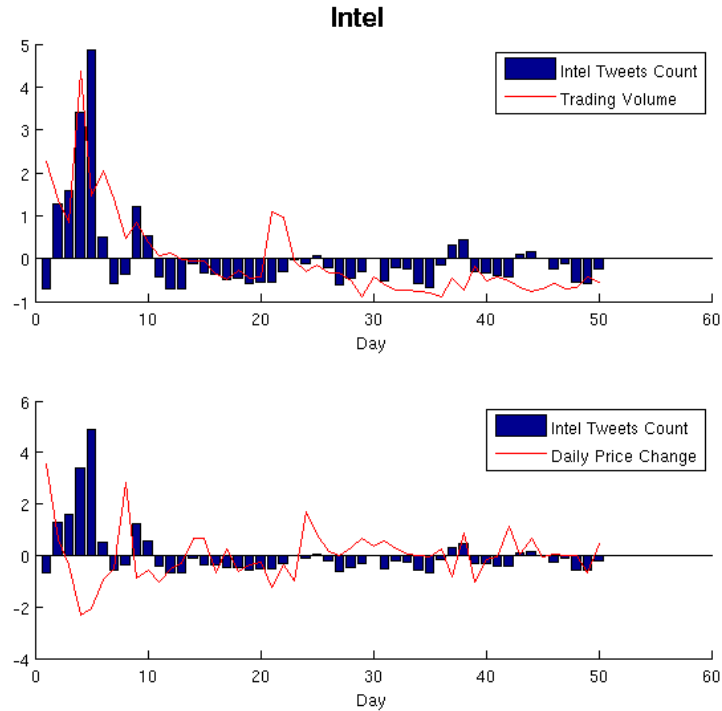 Intel
5
4
3
2
1
0
-1
Intel Tweets Count
Trading Volume
0 10 20 30 40 50 60
Day
6
4
2
0
-2
-4
Intel Tweets Count
Daily Price Change
0 10 20 30 40 50 60
Day